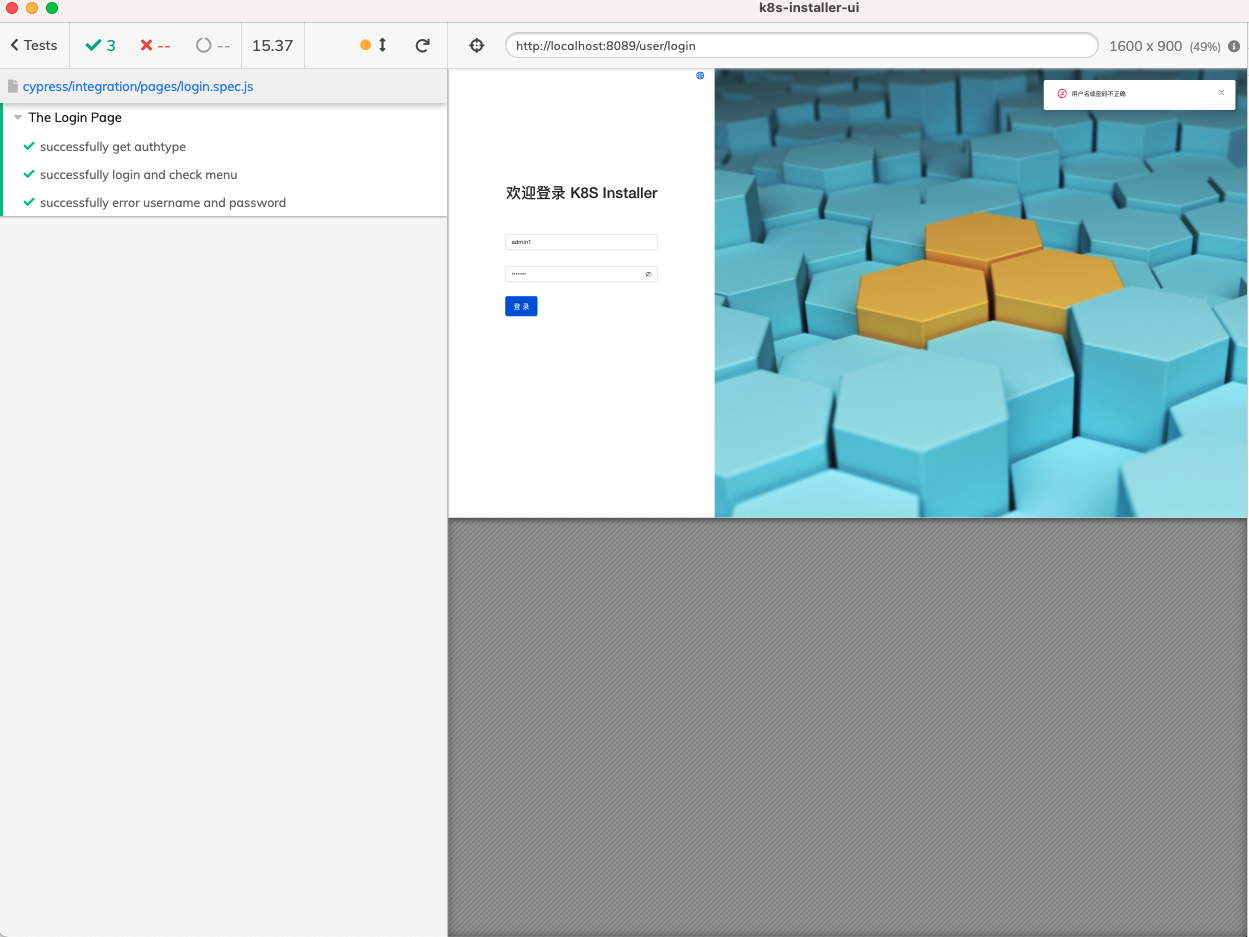 k8s-installer-ui
Tests
3
--
--
15.37
http://localhost:8089/user/login
1600 x 900 (49%)
cypress/integration/pages/login.spec.js
The Login Page
successfully get authtype
successfully login and check menu
successfully error username and password
用户名或密码不正确
欢迎登录 K8S Installer
admin1
登 录